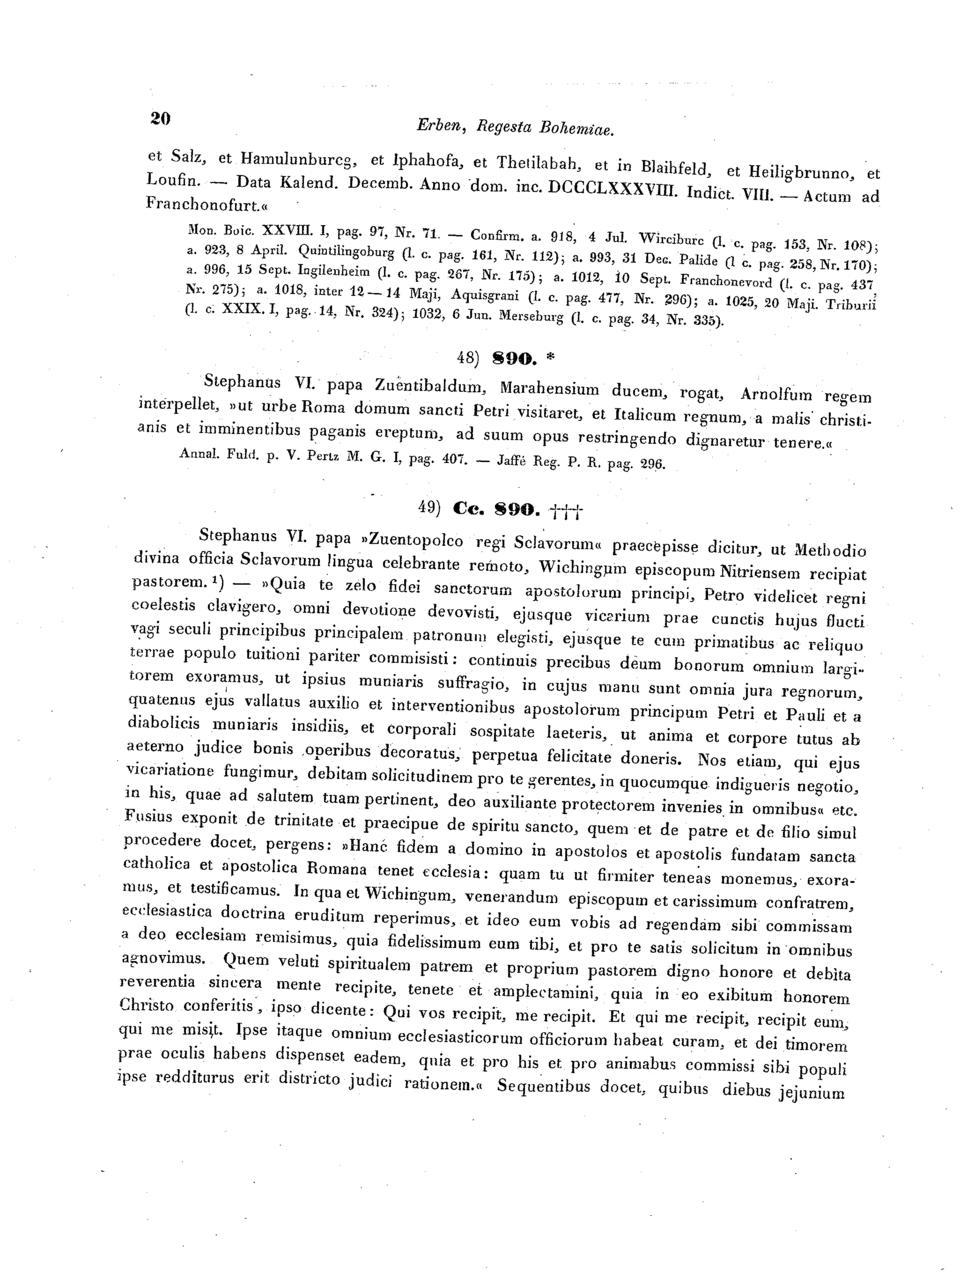 20
Erben, Regesta Bohemiae.
et Salz, et Hamulunburcg, et Iphahofa, et Thetilabah, et in Blaihfeld, et Heiligbrunno, et
Loufin. — Data Kalend. Decemb. Anno dom. inc. DCCCLXXXVIII. Indict. VIII. — Actum ad
Franchonofurt.«
Mon. Boic. XXVIII. I, pag. 97, Nr. 71. — Confirm. a. 918, 4 Jul. Wirciburc (l. c. pag. 153, Nr. 108);
a. 923, 8 April. Quintilingoburg (l. c. pag. 161, Nr. 112); a. 993, 31 Dec. Palide (l c. pag. 258, Nr. 170);
a. 996, 15 Sept. Ingilenheim (l. c. pag. 267, Nr. 175); a. 1012, 10 Sept. Franchonevord (l. c. pag. 437
Nr. 275); a. 1018, inter 12 — 14 Maji, Aquisgrani (l. c. pag. 477, Nr. 296); a. 1025, 20 Maji. Triburii
(l. c. XXIX. I, pag. 14, Nr. 324); 1032, 6 Jun. Merseburg (l. c. pag. 34, Nr. 335).
48) 890. *
Stephanus VI. papa Zuentibaldum, Marahensium ducem, rogat, Arnolfum regem
interpellet, »ut urbe Roma domum sancti Petri visitaret, et Italicum regnum, a malis christi-
anis et imminentibus paganis ereptum, ad suum opus restringendo dignaretur tenere.«
Annal. Fuld. p. V. Pertz M. G. I, pag. 407. — Jaffé Reg. P. R. pag. 296.
49) Cc. 890. †††
Stephanus VI. papa »Zuentopolco regi Sclavorum« praecepisse dicitur, ut Methodio
divina officia Sclavorum lingua celebrante remoto, Wichingum episcopum Nitriensem recipiat
pastorem. ¹) — »Quia te zelo fidei sanctorum apostolorum principi, Petro videlicet regni
coelestis clavigero, omni devotione devovisti, ejusque vicarium prae cunctis hujus flucti
vagi seculi principibus principalem patronum elegisti, ejusque te cum primatibus ac reliquo
terrae populo tuitioni pariter commisisti: continuis precibus deum bonorum omnium largi-
torem exoramus, ut ipsius muniaris suffragio, in cujus manu sunt omnia jura regnorum,
quatenus ejus vallatus auxilio et interventionibus apostolorum principum Petri et Pauli et a
diabolicis muniaris insidiis, et corporali sospitate laeteris, ut anima et corpore tutus ab
aeterno judice bonis operibus decoratus, perpetua felicitate doneris. Nos etiam, qui ejus
vicariatione fungimur, debitam solicitudinem pro te gerentes, in quocumque indigueris negotio,
in his, quae ad salutem tuam pertinent, deo auxiliante protectorem invenies in omnibus« etc.
Fusius exponit de trinitate et praecipue de spiritu sancto, quem et de patre et de filio simul
procedere docet, pergens: »Hanc fidem a domino in apostolos et apostolis fundatam sancta
catholica et apostolica Romana tenet ecclesia: quam tu ut firmiter teneas monemus, exora-
mus, et testificamus. In qua et Wichingum, venerandum episcopum et carissimum confratrem,
ecclesiastica doctrina eruditum reperimus, et ideo eum vobis ad regendam sibi commissam
a deo ecclesiam remisimus, quia fidelissimum eum tibi, et pro te satis solicitum in omnibus
agnovimus. Quem veluti spiritualem patrem et proprium pastorem digno honore et debita
reverentia sincera mente recipite, tenete et amplectamini, quia in eo exibitum honorem
Christo conferitis, ipso dicente: Qui vos recipit, me recipit. Et qui me recipit, recipit eum,
qui me misit. Ipse itaque omnium ecclesiasticorum officiorum habeat curam, et dei timorem
prae oculis habens dispenset eadem, quia et pro his et pro animabus commissi sibi populi
ipse redditurus erit districto judici rationem.« Sequentibus docet, quibus diebus jejunium